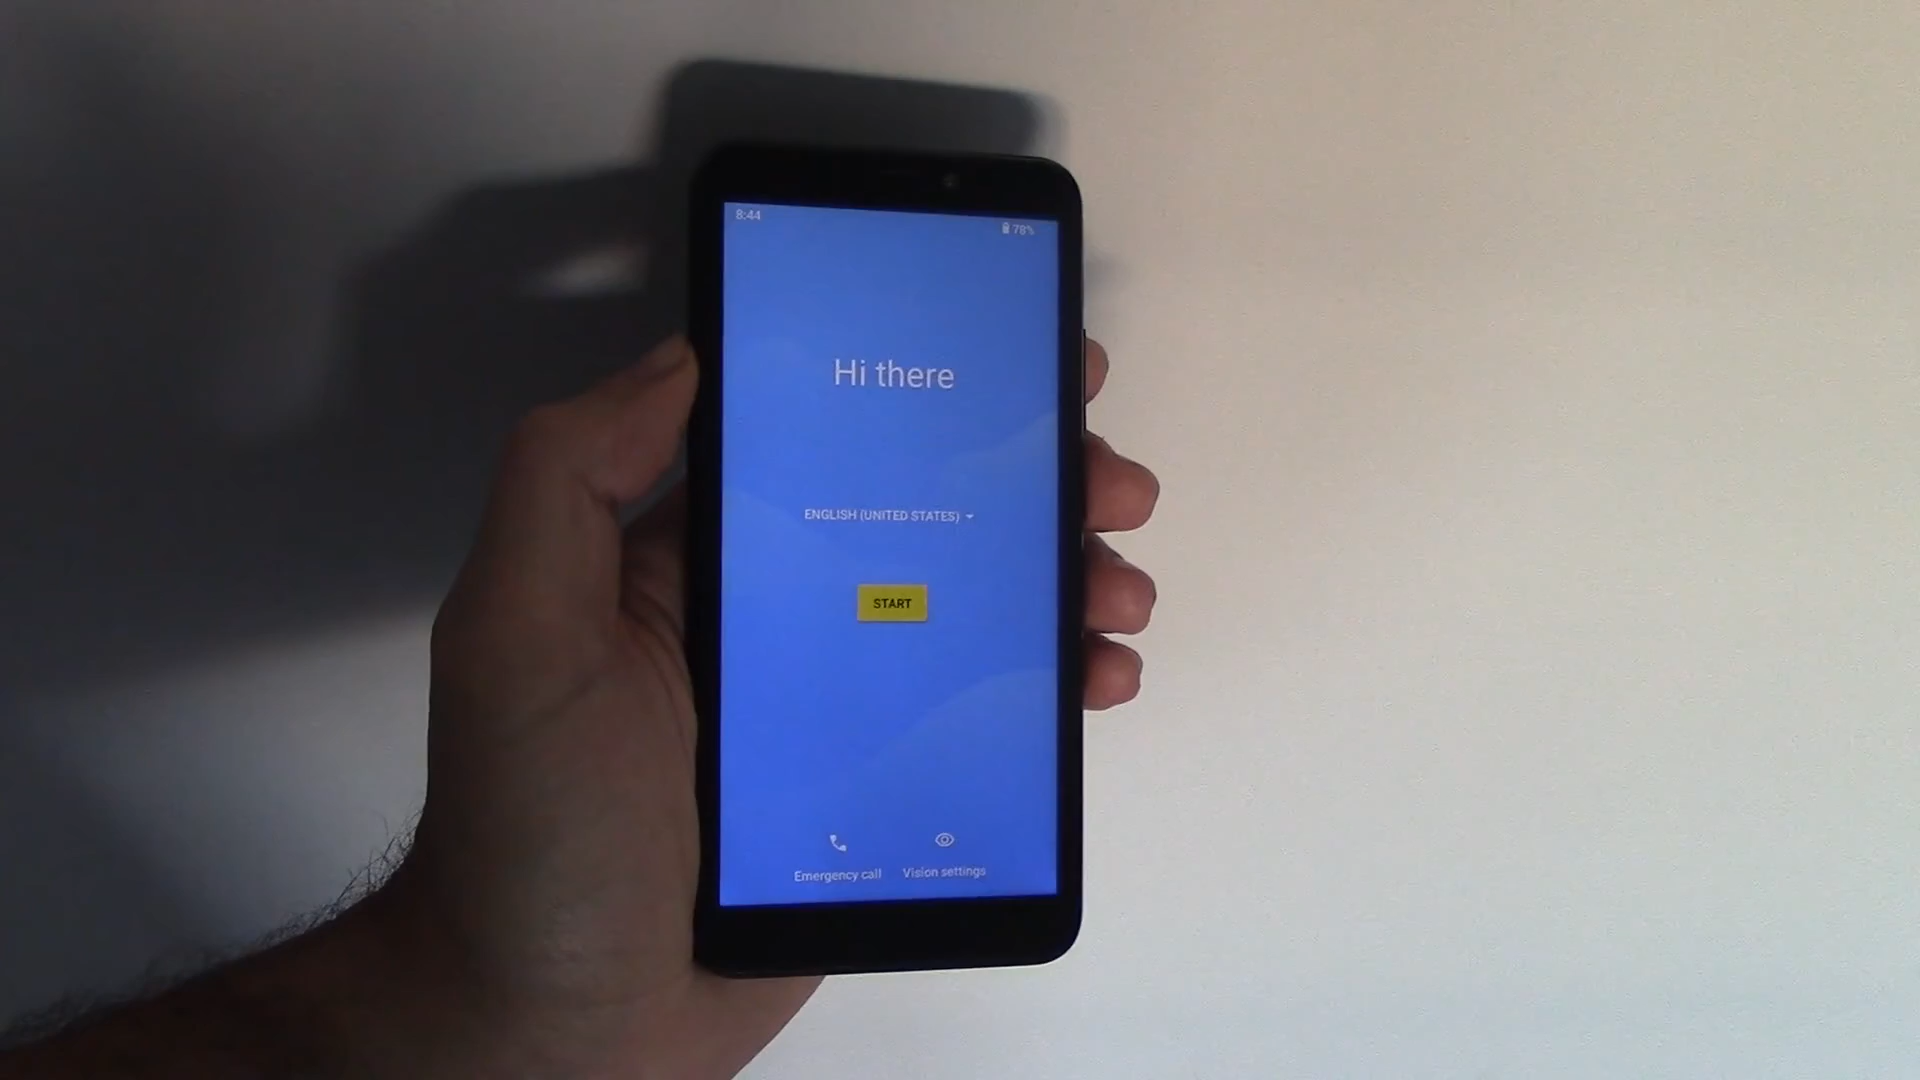 8:44
78%
Hi there
ENGLISH (UNITED STATES)
START
Emergency call
Vision settings